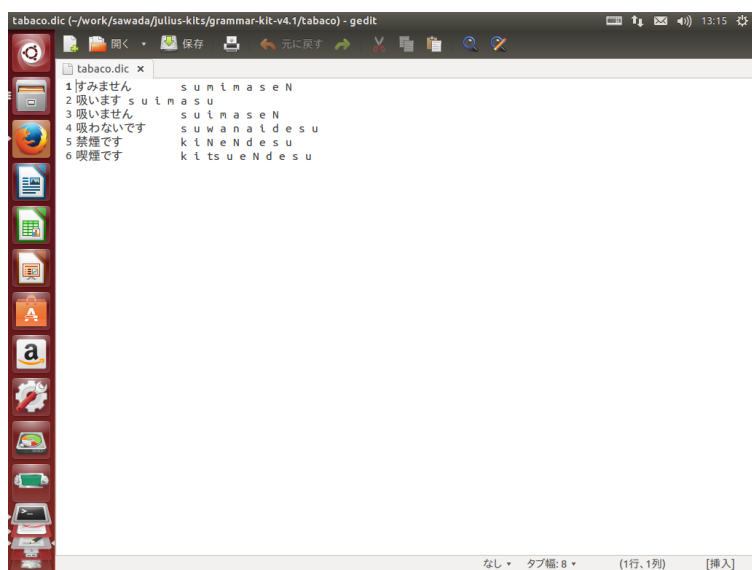 tabaco.dic (~/work/sawada/julius-kits/grammar-kit-v4.1/tabaco) - gedit 13:15
開く 保存 元に戻す
tabaco.dic ×
1 すみません s u m i m a s e N
2 吸います s u i m a s u
3 吸いません s u i m a s e N
4 吸わないです s u w a n a i d e s u
5 禁煙です k i N e N d e s u
6 喫煙です k i ts u e N d e s u
なし タブ幅: 8 (1行、1列) [挿入]